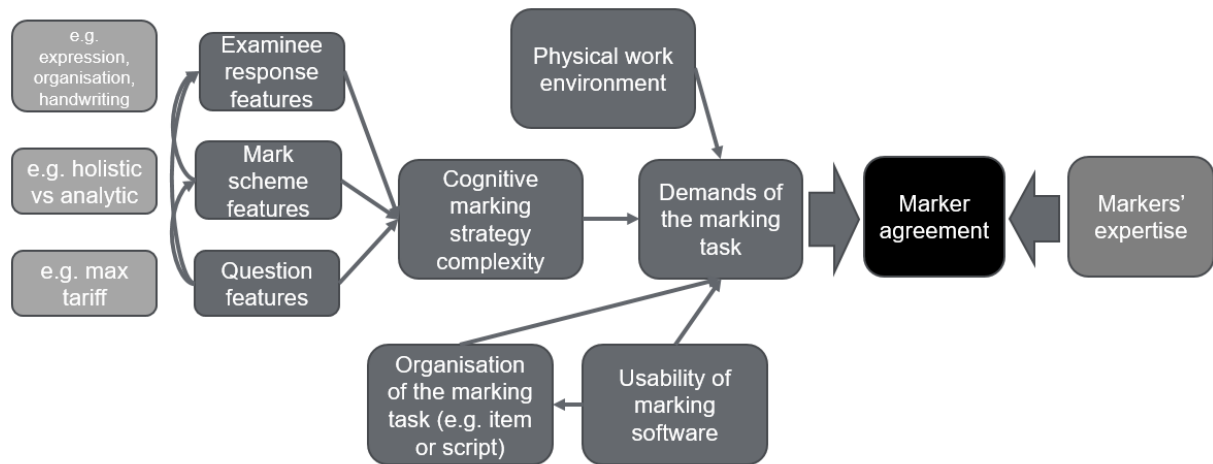 e.g.
expression,
organisation,
handwriting
e.g. holistic
vs analytic
e.g. max
tariff
Examinee
response
features
Mark
scheme
features
Question
features
Cognitive
marking
strategy
complexity
Physical work
environment
Demands of
the marking
task
Organisation
of the marking
task (e.g. item
or script)
Usability of
marking
software
Marker
agreement
Markers’
expertise